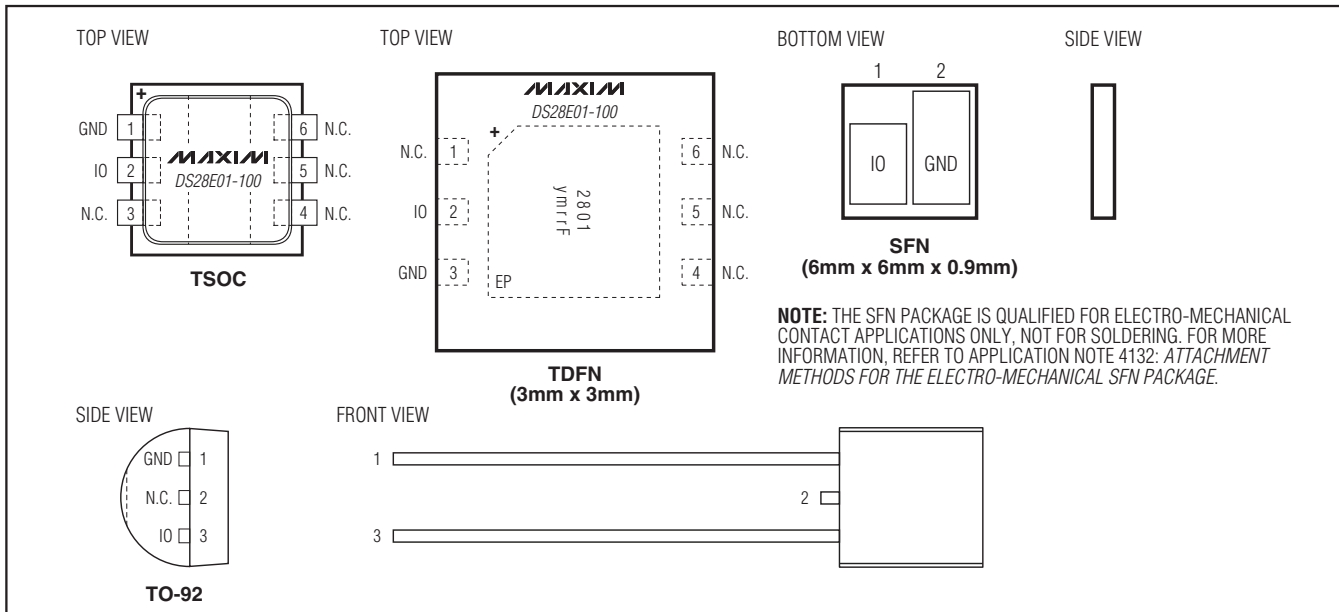 TOP VIEW
+
GND 1
IO 2
N.C. 3
6 N.C.
5 N.C.
4 N.C.
MAXIM
DS28E01-100
TSOC
TOP VIEW
MAXIM
DS28E01-100
+
N.C. 1
IO 2
GND 3
6 N.C.
5 N.C.
4 N.C.
2801
ymrrF
EP
TDFN
(3mm x 3mm)
BOTTOM VIEW
1 2
IO GND
SFN
(6mm x 6mm x 0.9mm)
SIDE VIEW
NOTE: THE SFN PACKAGE IS QUALIFIED FOR ELECTRO-MECHANICAL
CONTACT APPLICATIONS ONLY, NOT FOR SOLDERING. FOR MORE
INFORMATION, REFER TO APPLICATION NOTE 4132: ATTACHMENT
METHODS FOR THE ELECTRO-MECHANICAL SFN PACKAGE.
SIDE VIEW
GND 1
N.C. 2
IO 3
TO-92
FRONT VIEW
1
2
3